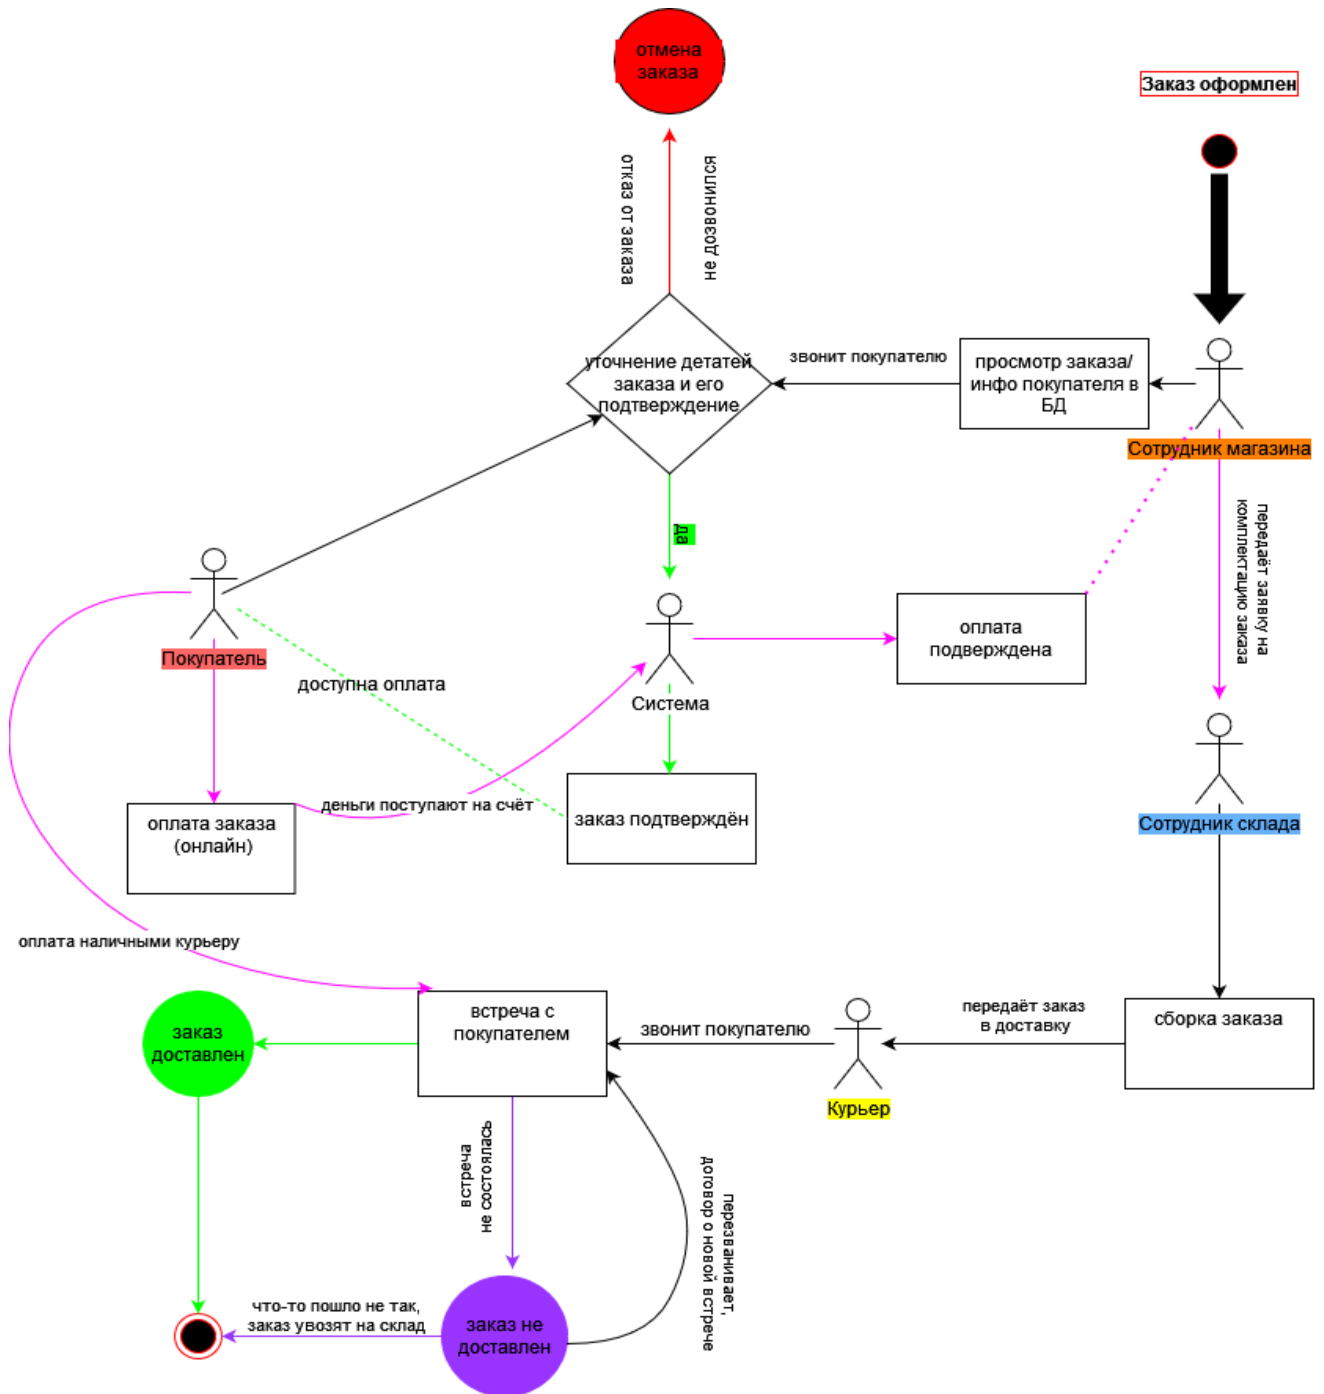 отмена
заказа
Заказ оформлен
отказ от заказа
не дозвонился
уточнение детатей
заказа и его
подтверждение
звонит покупателю
просмотр заказа/
инфо покупателя в
БД
Сотрудник магазина
да
передаёт заявку на
комплектацию заказа
Покупатель
доступна оплата
Система
оплата
подверждена
оплата заказа
(онлайн)
деньги поступают на счёт
заказ подтверждён
Сотрудник склада
оплата наличными курьеру
заказ
доставлен
встреча с
покупателем
звонит покупателю
Курьер
передаёт заказ
в доставку
сборка заказа
встреча
не состоялась
перезванивает,
договор о новой встрече
что-то пошло не так,
заказ увозят на склад
заказ не
доставлен